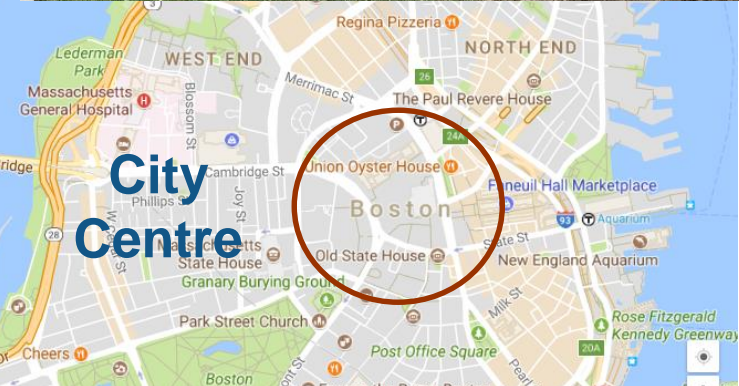 3
Regina Pizzeria
Lederman
Park
WEST END
NORTH END
Massachusetts
General Hospital
H
Blossom St
Merrimac St
26
The Paul Revere House
P
T
24A
City
Centre
Cambridge St
Union Oyster House
Phillips St
Joy St
Faneuil Hall Marketplace
Boston
93
T
Aquarium
28
State House
Old State House
State St
New England Aquarium
Granary Burying Ground
Milk St
Park Street Church
Rose Fitzgerald
Kennedy Greenway
Cheers
Post Office Square
20A
Boston